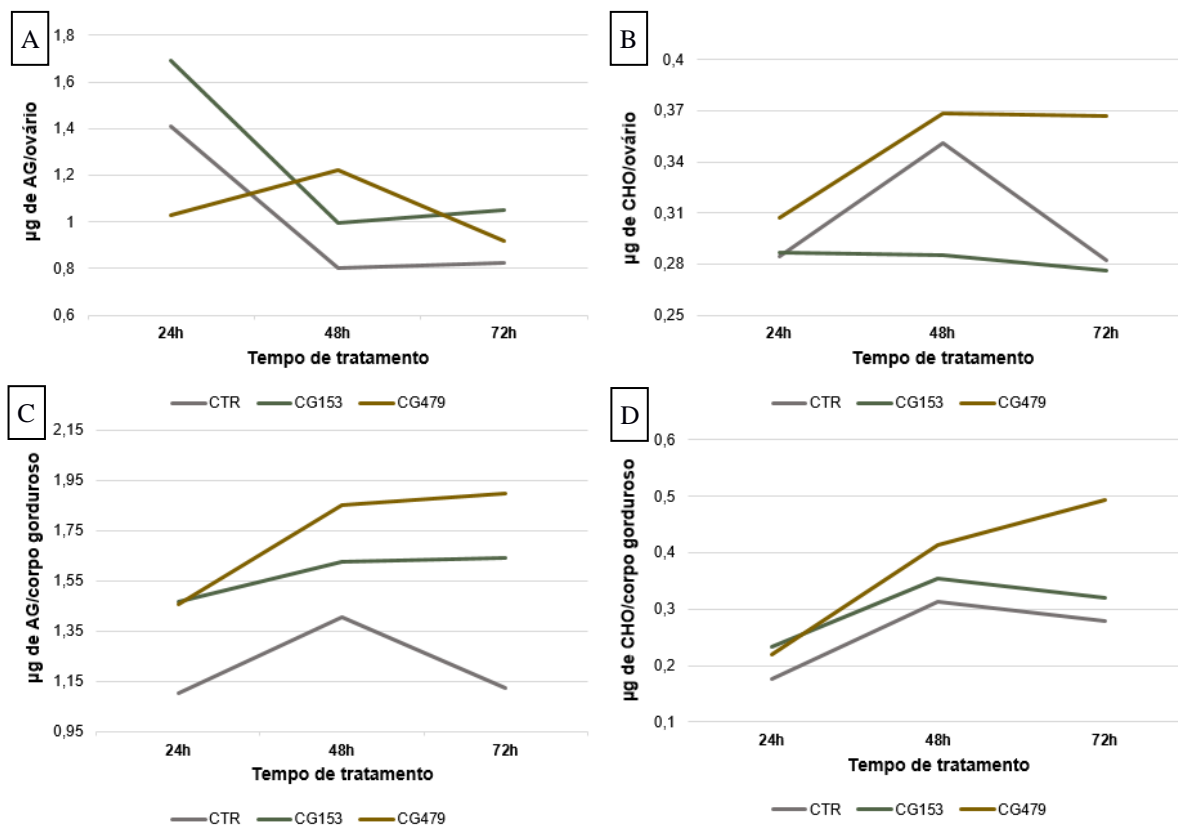 A
µg de AG/ovário
1,8
1,6
1,4
1,2
1
0,8
0,6
24h 48h 72h
Tempo de tratamento
CTR CG153 CG479
B
µg de CHO/ovário
0,4
0,37
0,34
0,31
0,28
0,25
24h 48h 72h
Tempo de tratamento
CTR CG153 CG479
C
µg de AG/corpo gorduroso
2,15
1,95
1,75
1,55
1,35
1,15
0,95
24h 48h 72h
Tempo de tratamento
CTR CG153 CG479
D
µg de CHO/corpo gorduroso
0,6
0,5
0,4
0,3
0,2
0,1
24h 48h 72h
Tempo de tratamento
CTR CG153 CG479